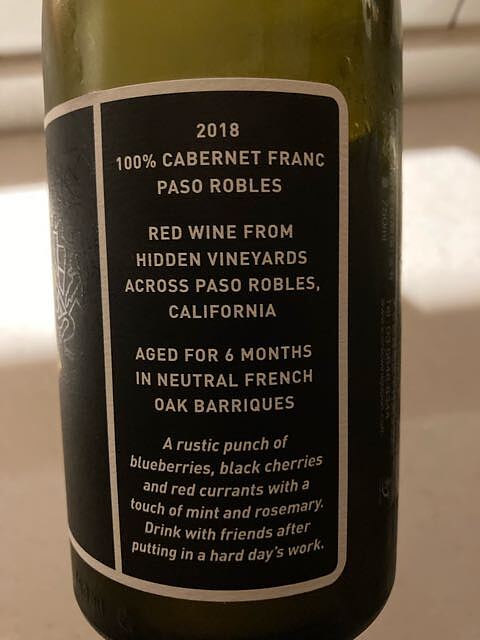 2018
100% CABERNET FRANC
PASO ROBLES
RED WINE FROM
HIDDEN VINEYARDS
ACROSS PASO ROBLES,
CALIFORNIA
AGED FOR 6 MONTHS
IN NEUTRAL FRENCH
OAK BARRIQUES
A rustic punch of
blueberries, black cherries
and red currants with a
touch of mint and rosemary.
Drink with friends after
putting in a hard day's work.
750ml